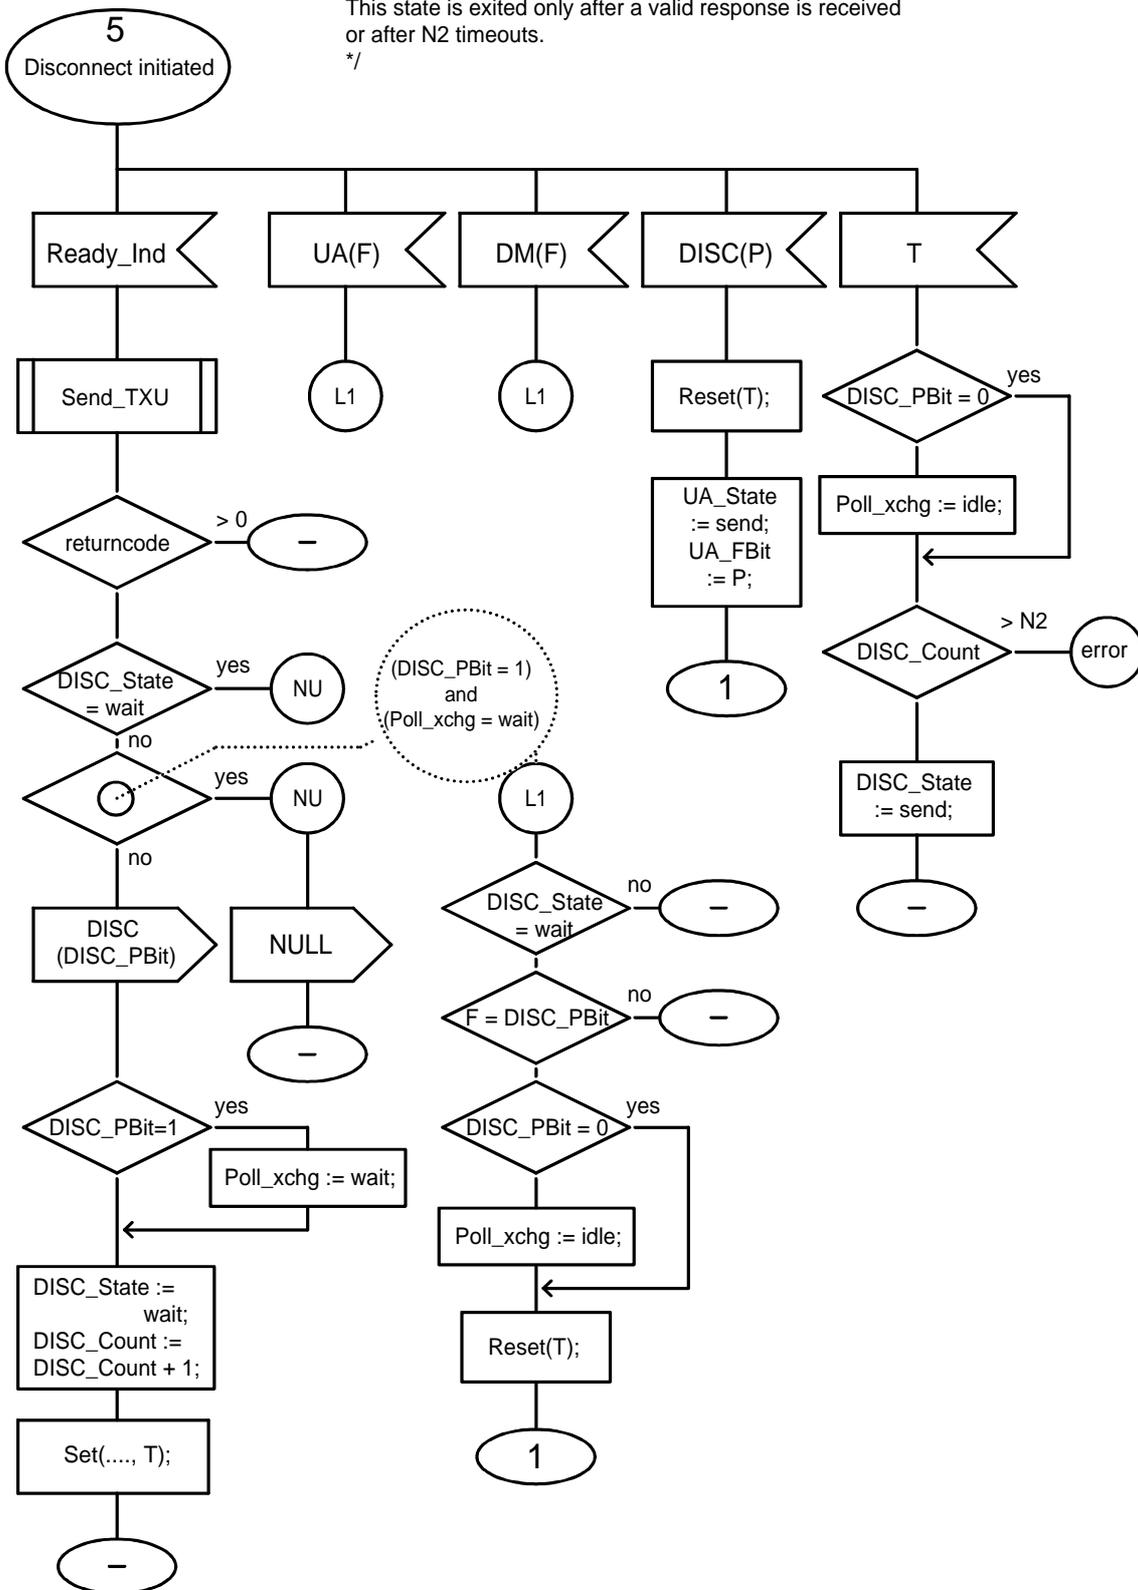 This state is exited only after a valid response is received
or after N2 timeouts.
*/
5
Disconnect initiated
Ready_Ind
UA(F)
DM(F)
DISC(P)
T
Send_TXU
L1
L1
Reset(T);
DISC_PBit = 0
yes
Poll_xchg := idle;
UA_State
:= send;
UA_FBit
:= P;
returncode
> 0
–
DISC_State
= wait
yes
NU
no
(DISC_PBit = 1)
and
(Poll_xchg = wait)
1
DISC_Count
> N2
error
yes
NU
no
L1
DISC_State
:= send;
–
DISC
(DISC_PBit)
NULL
–
DISC_State
= wait
no
–
F = DISC_PBit
no
–
DISC_PBit=1
yes
Poll_xchg := wait;
DISC_PBit = 0
yes
Poll_xchg := idle;
DISC_State :=
wait;
DISC_Count :=
DISC_Count + 1;
Reset(T);
Set(...., T);
1
–